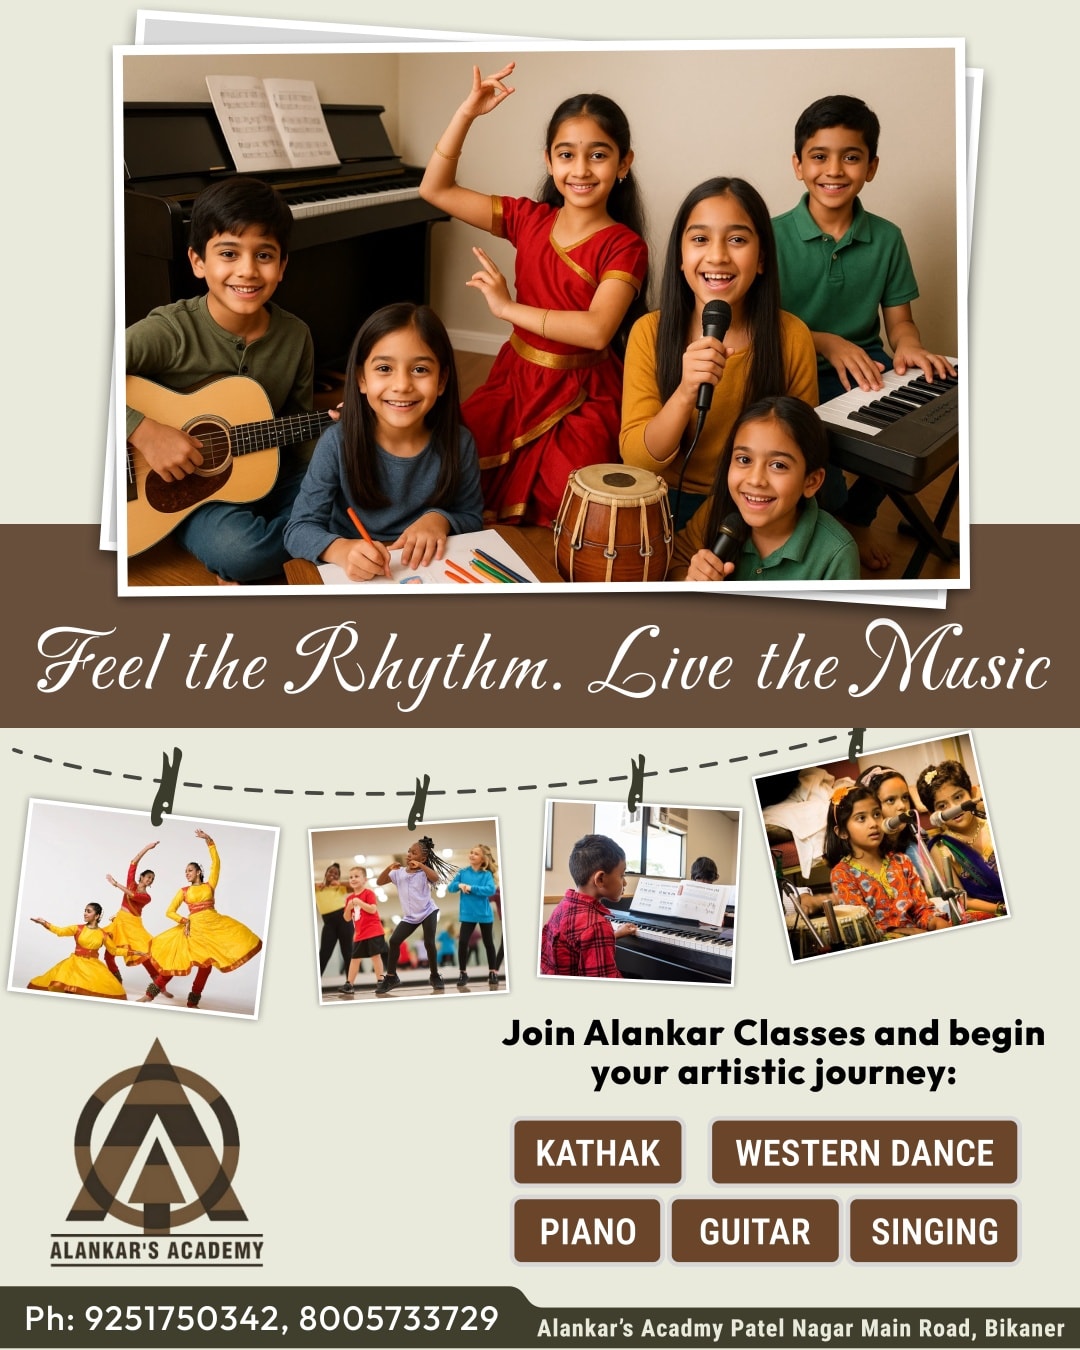 Feel the Rhythm. Live the Music
Join Alankar Classes and begin
your artistic journey:
KATHAK
WESTERN DANCE
PIANO
GUITAR
SINGING
ALANKAR'S ACADEMY
Ph: 9251750342, 8005733729
Alankar's Acadmy Patel Nagar Main Road, Bikaner